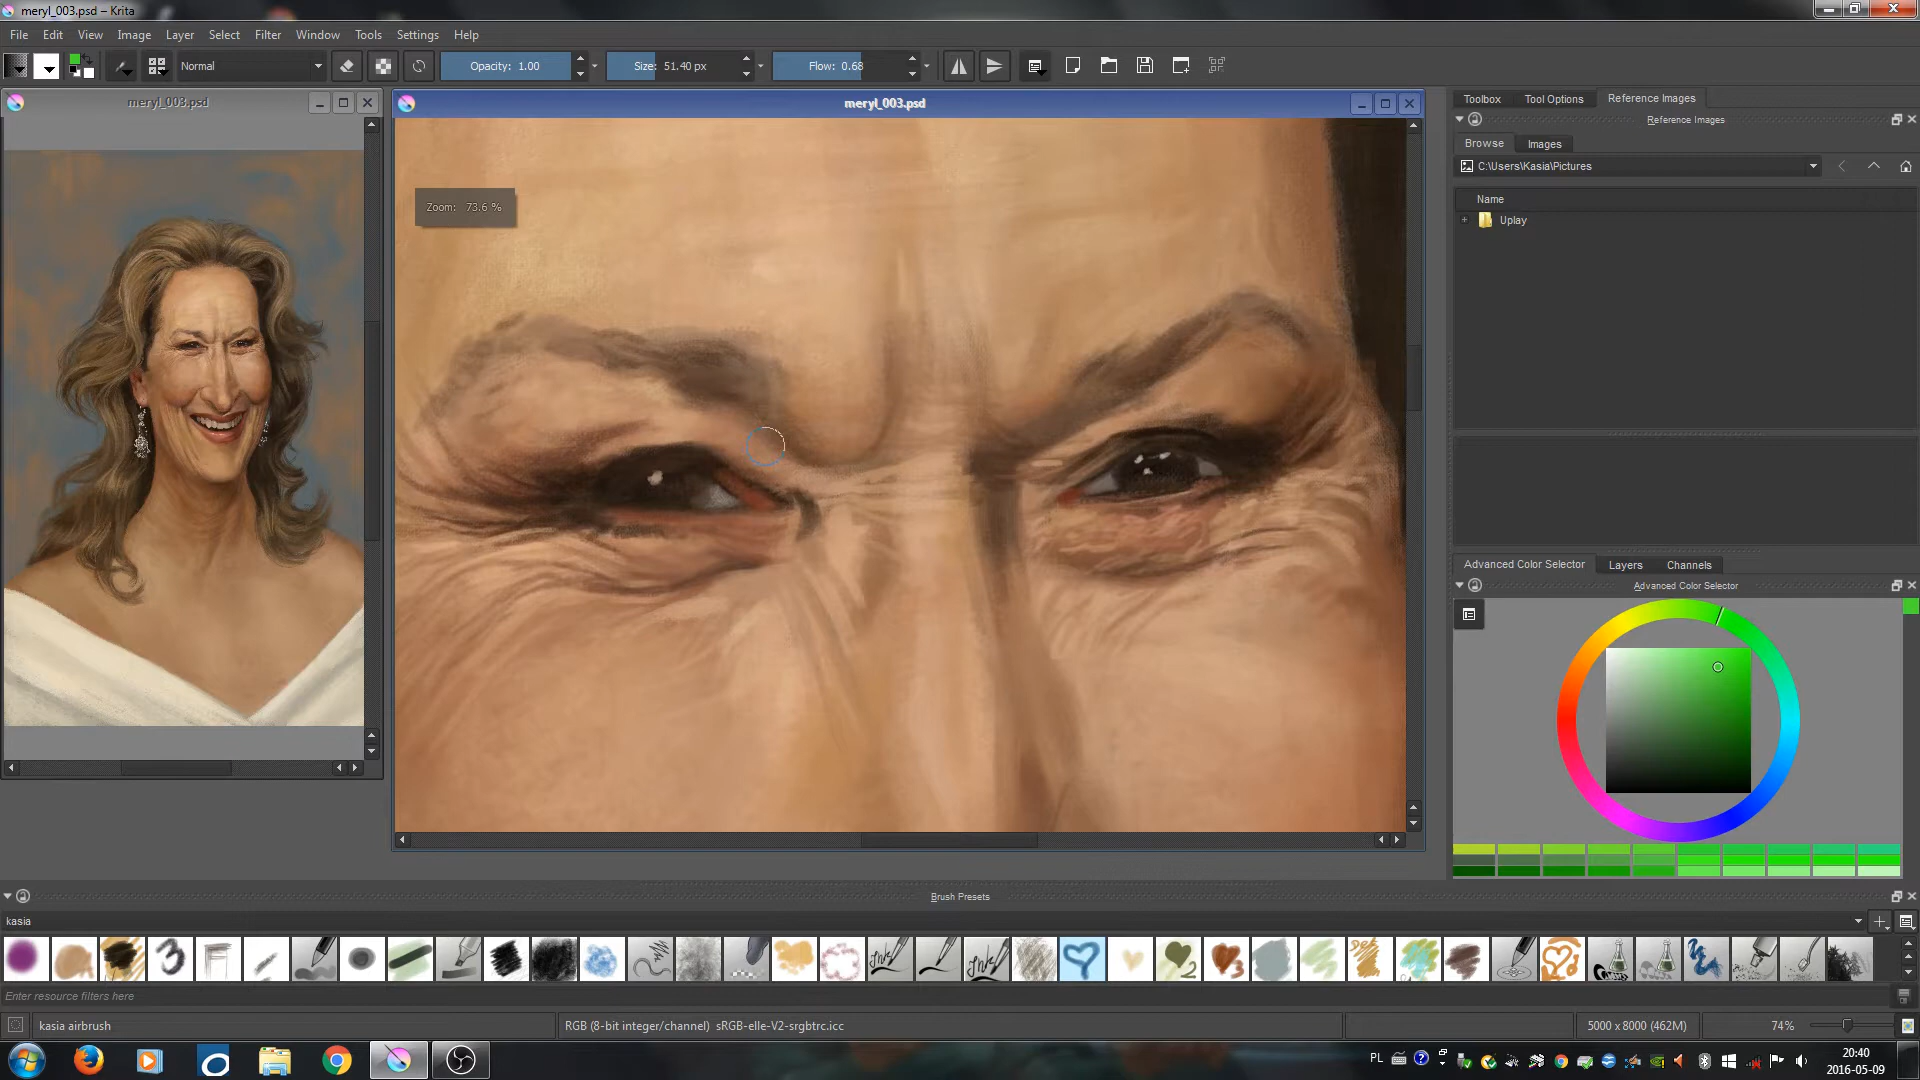 meryl_003.psd – Krita
File Edit View Image Layer Select Filter Window Tools Settings Help
Normal
Opacity: 1.00
Size: 51.40 px
Flow: 0.68
meryl_003.psd
meryl_003.psd
Zoom: 73.6 %
Toolbox Tool Options Reference Images
Reference Images
Browse Images
C:\Users\Kasia\Pictures
Name
Uplay
Advanced Color Selector Layers Channels
Advanced Color Selector
Brush Presets
kasia
Enter resource filters here
kasia airbrush
RGB (8-bit integer/channel) sRGB-elle-V2-srgbtrc.icc
5000 x 8000 (462M)
74%
PL
20:40
2016-05-09